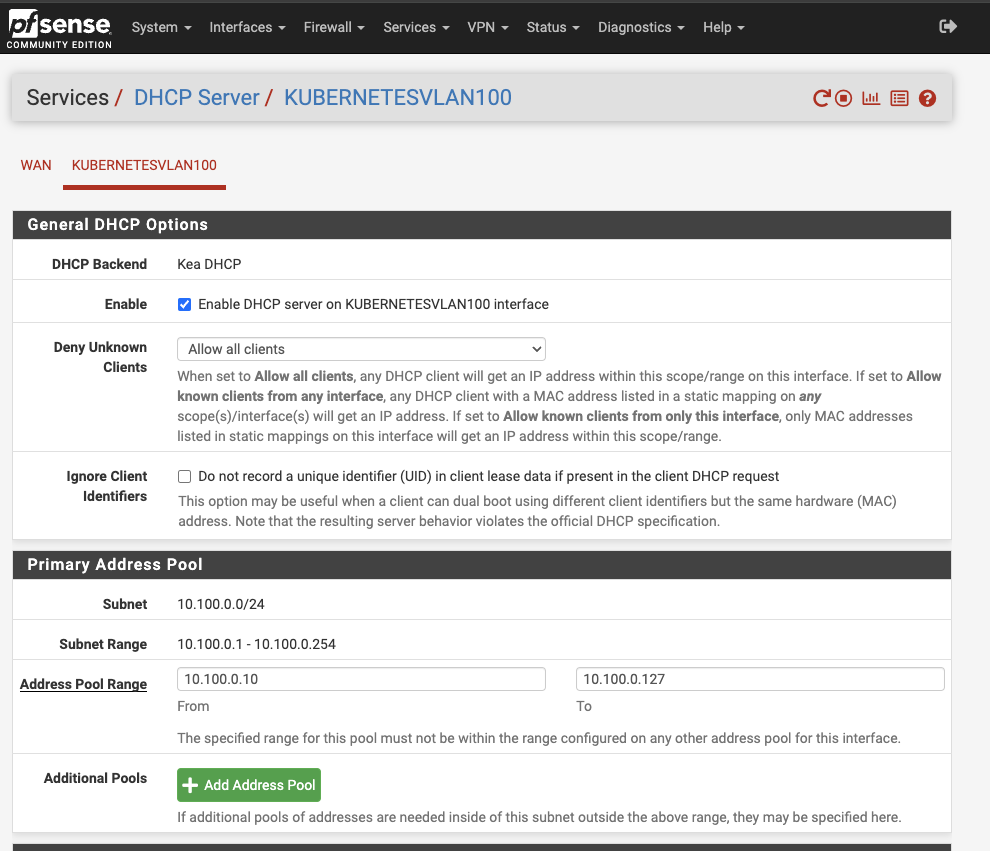 pfsense
COMMUNITY EDITION
System Interfaces Firewall Services VPN Status Diagnostics Help
Services / DHCP Server / KUBERNETESVLAN100
WAN KUBERNETESVLAN100
General DHCP Options
DHCP Backend Kea DHCP
Enable Enable DHCP server on KUBERNETESVLAN100 interface
Deny Unknown Clients
Allow all clients
When set to Allow all clients, any DHCP client will get an IP address within this scope/range on this interface. If set to Allow
known clients from any interface, any DHCP client with a MAC address listed in a static mapping on any
scope(s)/interface(s) will get an IP address. If set to Allow known clients from only this interface, only MAC addresses
listed in static mappings on this interface will get an IP address within this scope/range.
Ignore Client Identifiers
Do not record a unique identifier (UID) in client lease data if present in the client DHCP request
This option may be useful when a client can dual boot using different client identifiers but the same hardware (MAC)
address. Note that the resulting server behavior violates the official DHCP specification.
Primary Address Pool
Subnet 10.100.0.0/24
Subnet Range 10.100.0.1 - 10.100.0.254
Address Pool Range 10.100.0.10 10.100.0.127
From To
The specified range for this pool must not be within the range configured on any other address pool for this interface.
Additional Pools Add Address Pool
If additional pools of addresses are needed inside of this subnet outside the above range, they may be specified here.